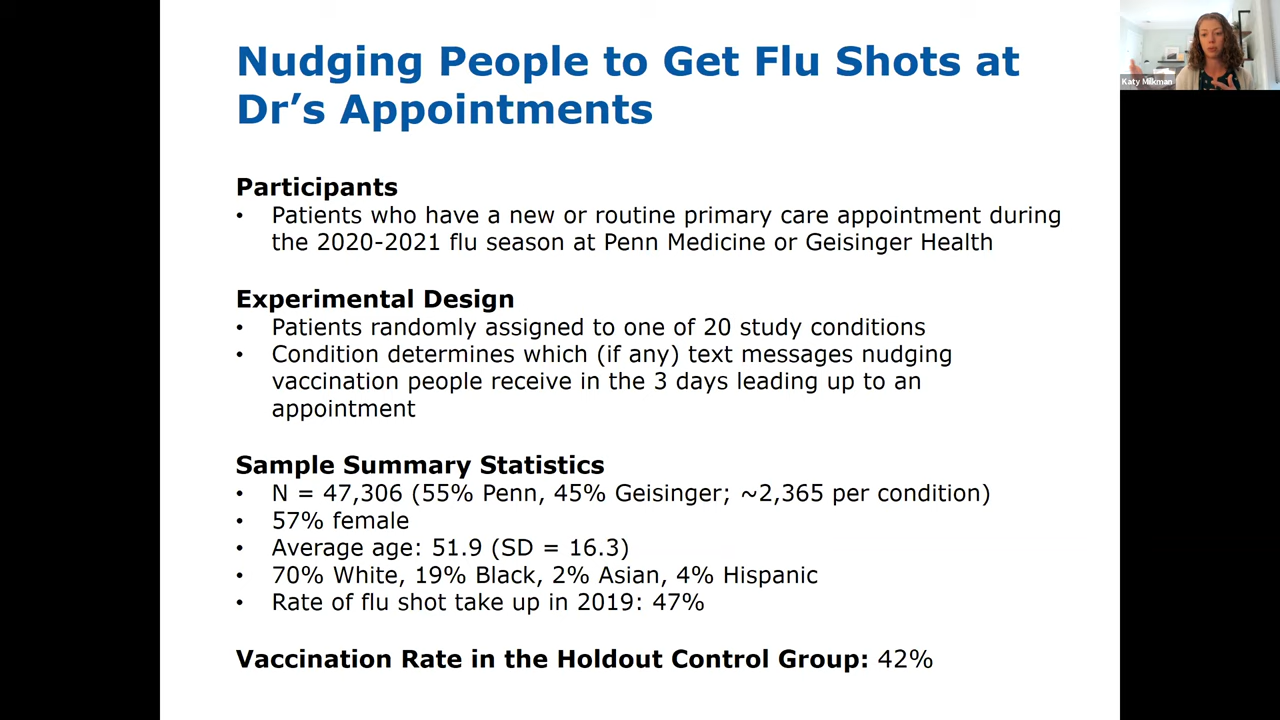 Nudging People to Get Flu Shots at
Dr’s Appointments
Katy Milkman
Participants
• Patients who have a new or routine primary care appointment during
the 2020-2021 flu season at Penn Medicine or Geisinger Health
Experimental Design
• Patients randomly assigned to one of 20 study conditions
• Condition determines which (if any) text messages nudging
vaccination people receive in the 3 days leading up to an
appointment
Sample Summary Statistics
• N = 47,306 (55% Penn, 45% Geisinger; ~2,365 per condition)
• 57% female
• Average age: 51.9 (SD = 16.3)
• 70% White, 19% Black, 2% Asian, 4% Hispanic
• Rate of flu shot take up in 2019: 47%
Vaccination Rate in the Holdout Control Group: 42%